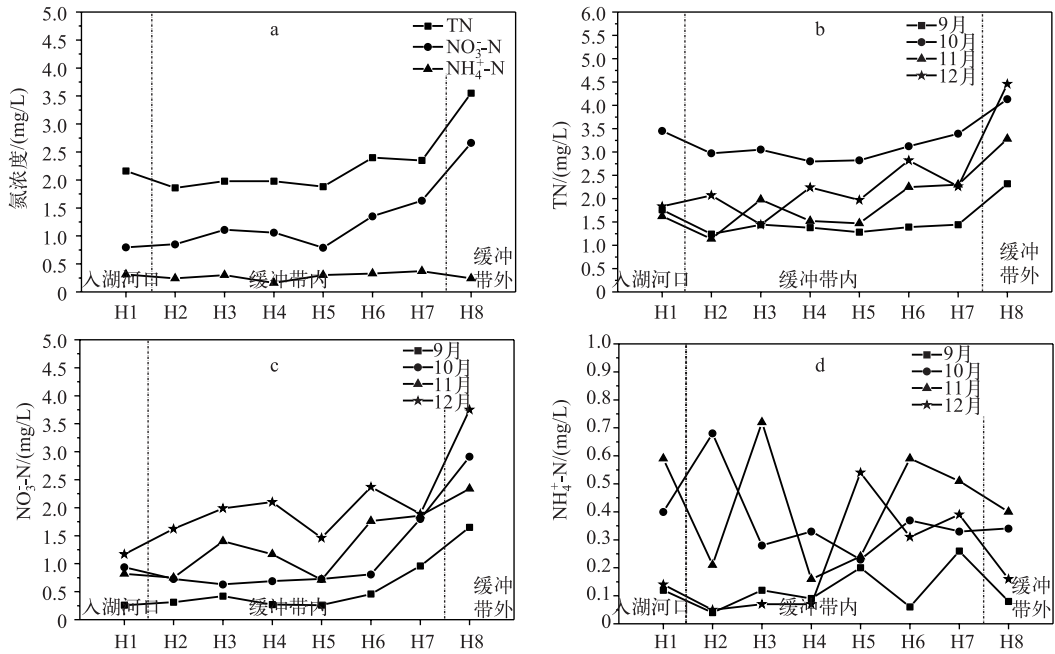 a
TN
NO₃⁻-N
NH₄⁺-N
氮浓度/(mg/L)
5.0
4.5
4.0
3.5
3.0
2.5
2.0
1.5
1.0
0.5
0
入湖河口
缓冲带内
缓冲
带外
H1 H2 H3 H4 H5 H6 H7 H8
b
9月
10月
11月
12月
TN/(mg/L)
6.0
5.5
5.0
4.5
4.0
3.5
3.0
2.5
2.0
1.5
1.0
0.5
0
入湖河口
缓冲带内
缓冲
带外
H1 H2 H3 H4 H5 H6 H7 H8
c
9月
10月
11月
12月
NO₃⁻-N/(mg/L)
5.0
4.5
4.0
3.5
3.0
2.5
2.0
1.5
1.0
0.5
0
入湖河口
缓冲带内
缓冲
带外
H1 H2 H3 H4 H5 H6 H7 H8
d
9月
10月
11月
12月
NH₄⁺-N/(mg/L)
1.0
0.9
0.8
0.7
0.6
0.5
0.4
0.3
0.2
0.1
0
入湖河口
缓冲带内
缓冲
带外
H1 H2 H3 H4 H5 H6 H7 H8